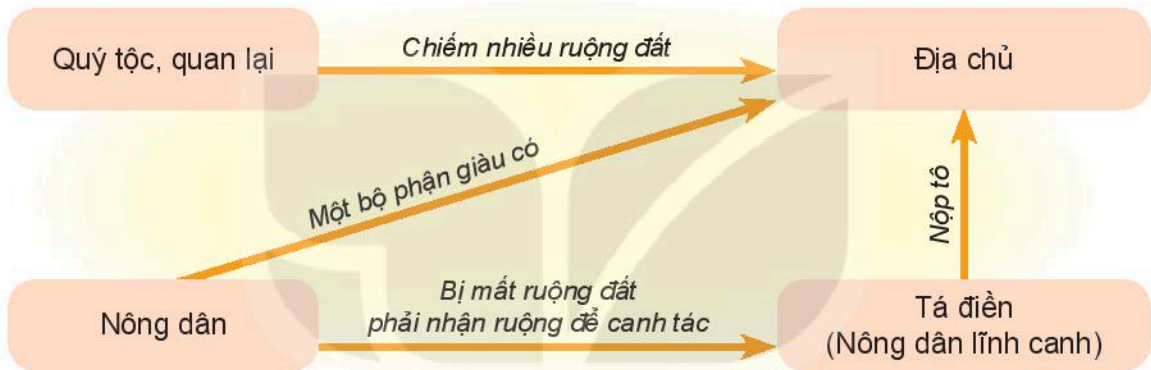 Quý tộc, quan lại
Chiếm nhiều ruộng đất
Địa chủ
Một bộ phận giàu có
Nộp tô
Nông dân
Bị mất ruộng đất
phải nhận ruộng để canh tác
Tá điền
(Nông dân lĩnh canh)